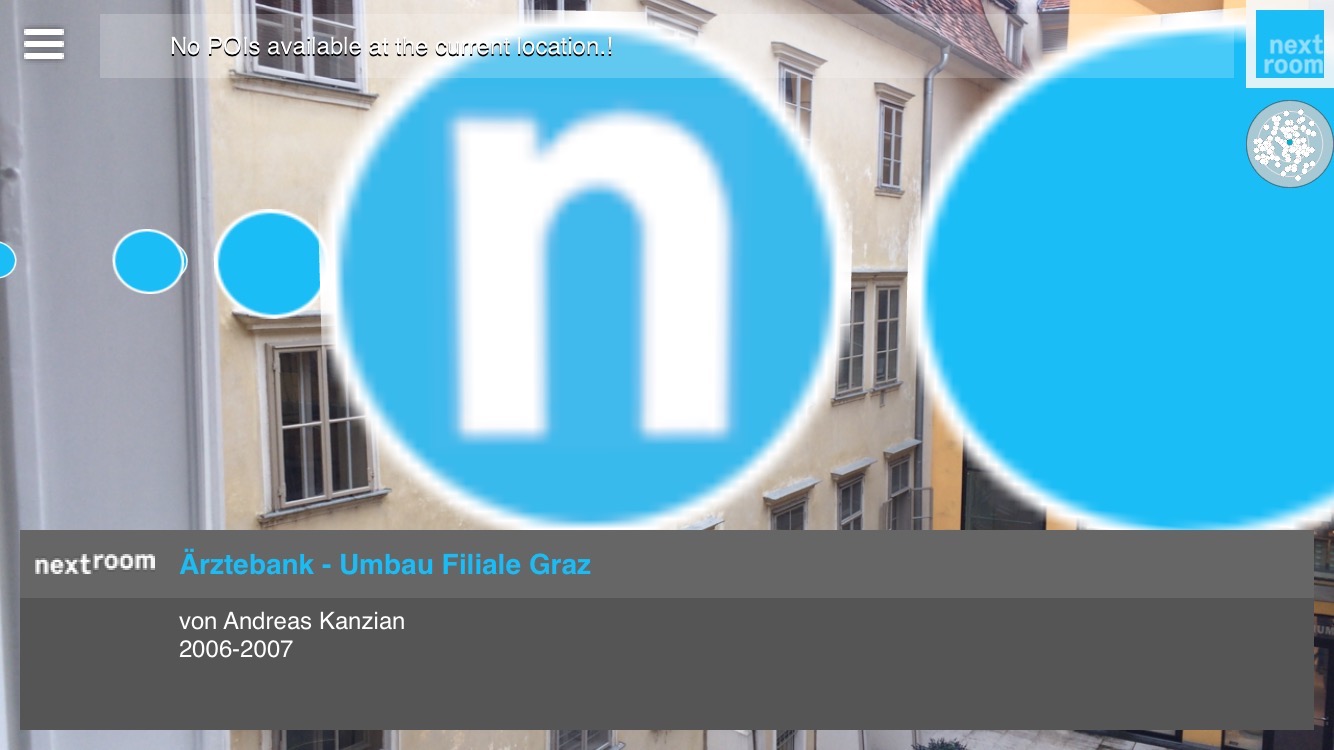 No POIs available at the current location.!
next
room
n
nextroom
Ärztebank - Umbau Filiale Graz
von Andreas Kanzian
2006-2007